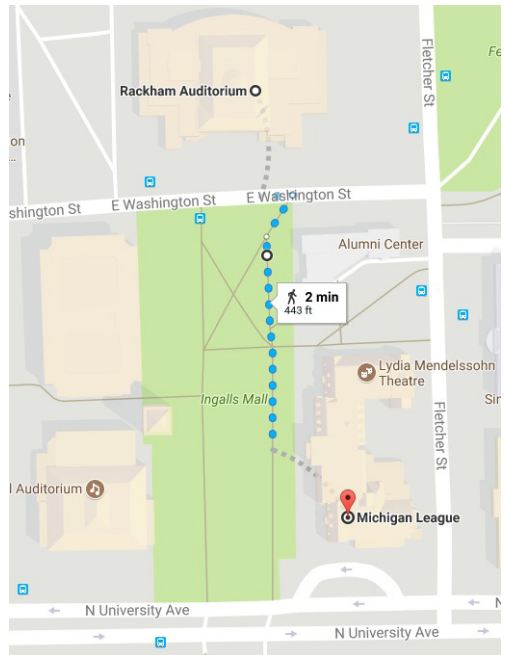 Rackham Auditorium
Fletcher St
Fe
on
...
shington St
E Washington St
E Washington St
Alumni Center
2 min
443 ft
Lydia Mendelssohn
Theatre
Ingalls Mall
Sin
Fletcher St
l Auditorium
Michigan League
N University Ave
N
N University Ave